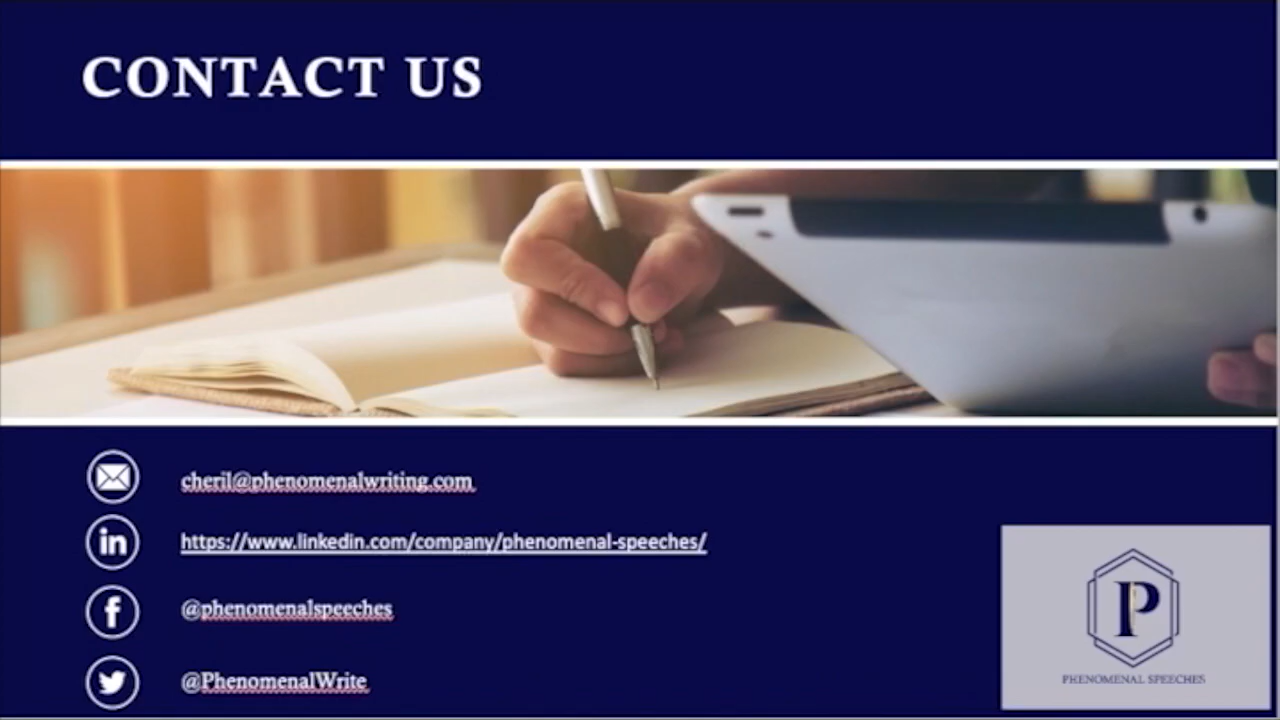 CONTACT US
cheril@phenomenalwriting.com
https://www.linkedin.com/company/phenomenal-speeches/
@phenomenalspeeches
@PhenomenalWrite
P
PHENOMENAL SPEECHES